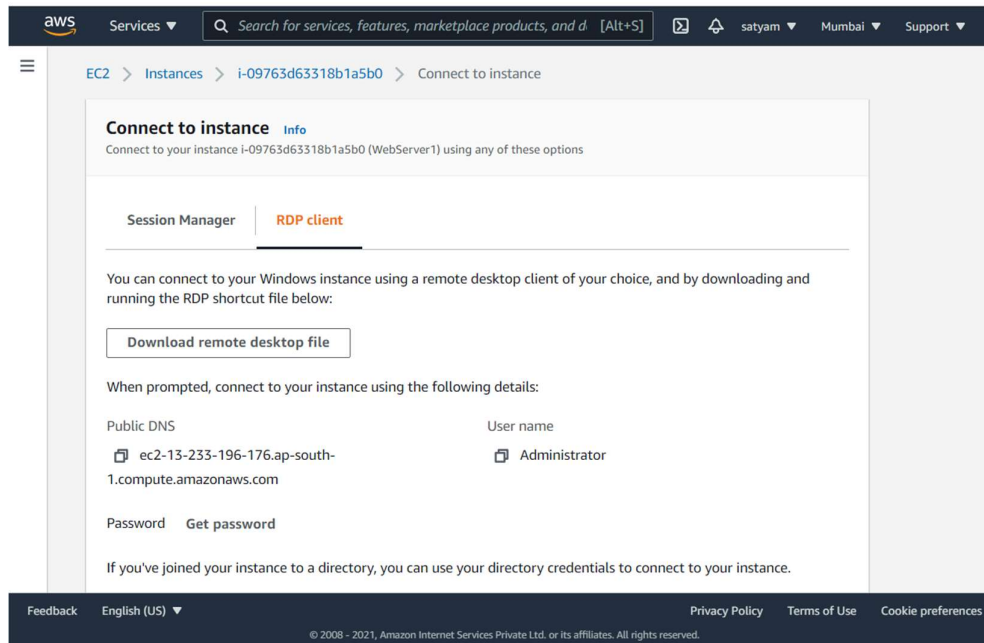 aws Services ▼ Search for services, features, marketplace products, and d [Alt+S] satyam ▼ Mumbai ▼ Support ▼
EC2 > Instances > i-09763d63318b1a5b0 > Connect to instance
Connect to instance Info
Connect to your instance i-09763d63318b1a5b0 (WebServer1) using any of these options
Session Manager RDP client
You can connect to your Windows instance using a remote desktop client of your choice, and by downloading and
running the RDP shortcut file below:
Download remote desktop file
When prompted, connect to your instance using the following details:
Public DNS User name
ec2-13-233-196-176.ap-south- Administrator
1.compute.amazonaws.com
Password Get password
If you've joined your instance to a directory, you can use your directory credentials to connect to your instance.
Feedback English (US) ▼ Privacy Policy Terms of Use Cookie preferences
© 2008 - 2021, Amazon Internet Services Private Ltd. or its affiliates. All rights reserved.